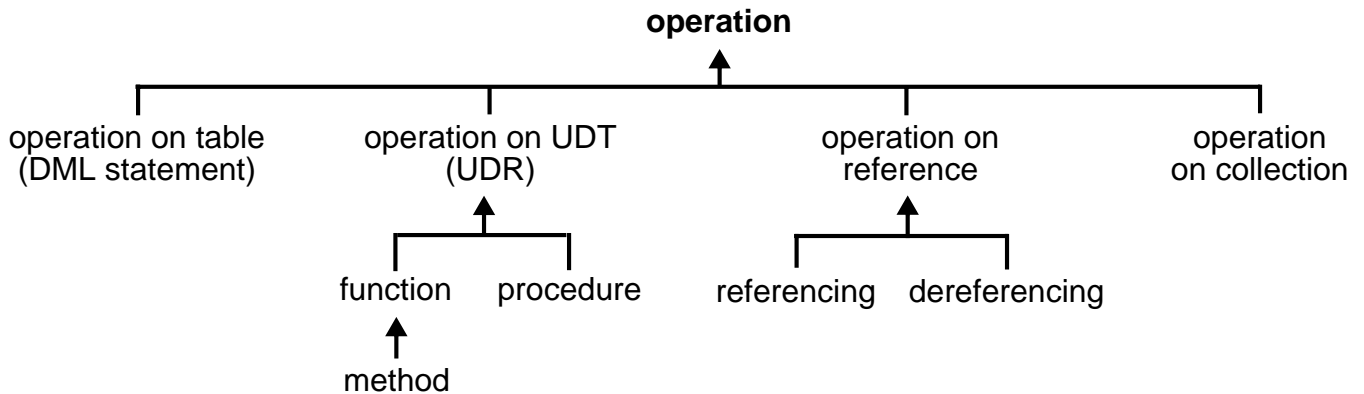 operation
operation on table
(DML statement)
operation on UDT
(UDR)
operation on
reference
operation
on collection
function
procedure
referencing
dereferencing
method